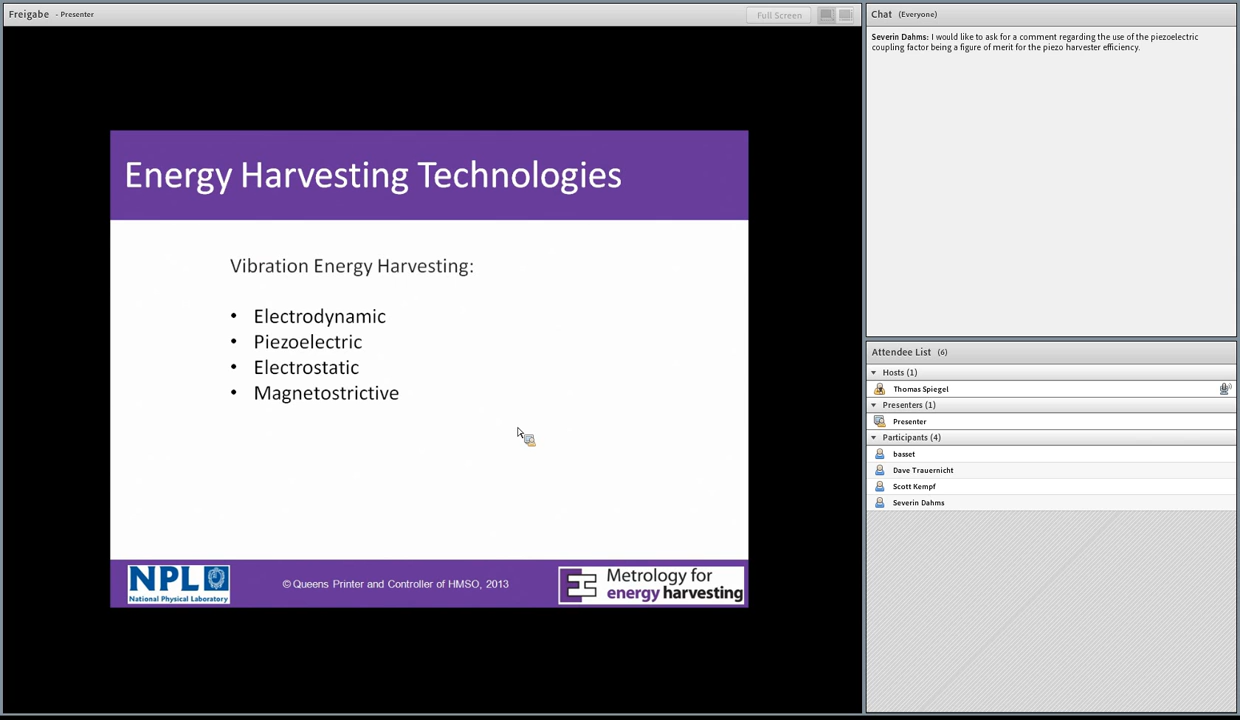 Freigabe - Presenter
Full Screen
Energy Harvesting Technologies
Vibration Energy Harvesting:
• Electrodynamic
• Piezoelectric
• Electrostatic
• Magnetostrictive
NPL
National Physical Laboratory
© Queens Printer and Controller of HMSO, 2013
Metrology for
energy harvesting
Chat (Everyone)
Severin Dahms: I would like to ask for a comment regarding the use of the piezoelectric
coupling factor being a figure of merit for the piezo harvester efficiency.
Attendee List (6)
Hosts (1)
Thomas Spiegel
Presenters (1)
Presenter
Participants (4)
basset
Dave Trauernicht
Scott Kempf
Severin Dahms